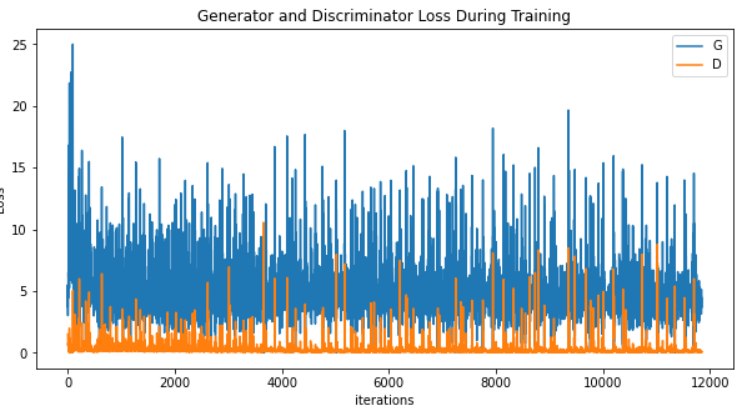 Generator and Discriminator Loss During Training
G
D
25
20
15
10
5
0
Loss
0 2000 4000 6000 8000 10000 12000
iterations